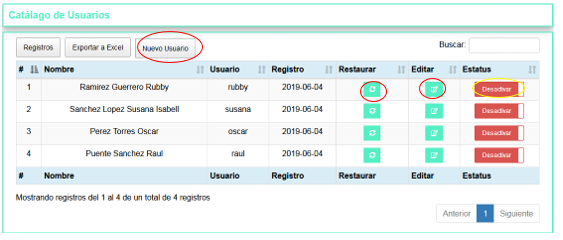 Catálago de Usuarios
Registros Exportar a Excel Nuevo Usuario Buscar:
# Nombre Usuario Registro Restaurar Editar Estatus
1 Ramirez Guerrero Rubby rubby 2019-06-04 Desactivar
2 Sanchez Lopez Susana Isabell susana 2019-06-04 Desactivar
3 Perez Torres Oscar oscar 2019-06-04 Desactivar
4 Puente Sanchez Raul raul 2019-06-04 Desactivar
# Nombre Usuario Registro Restaurar Editar Estatus
Mostrando registros del 1 al 4 de un total de 4 registros
Anterior 1 Siguiente